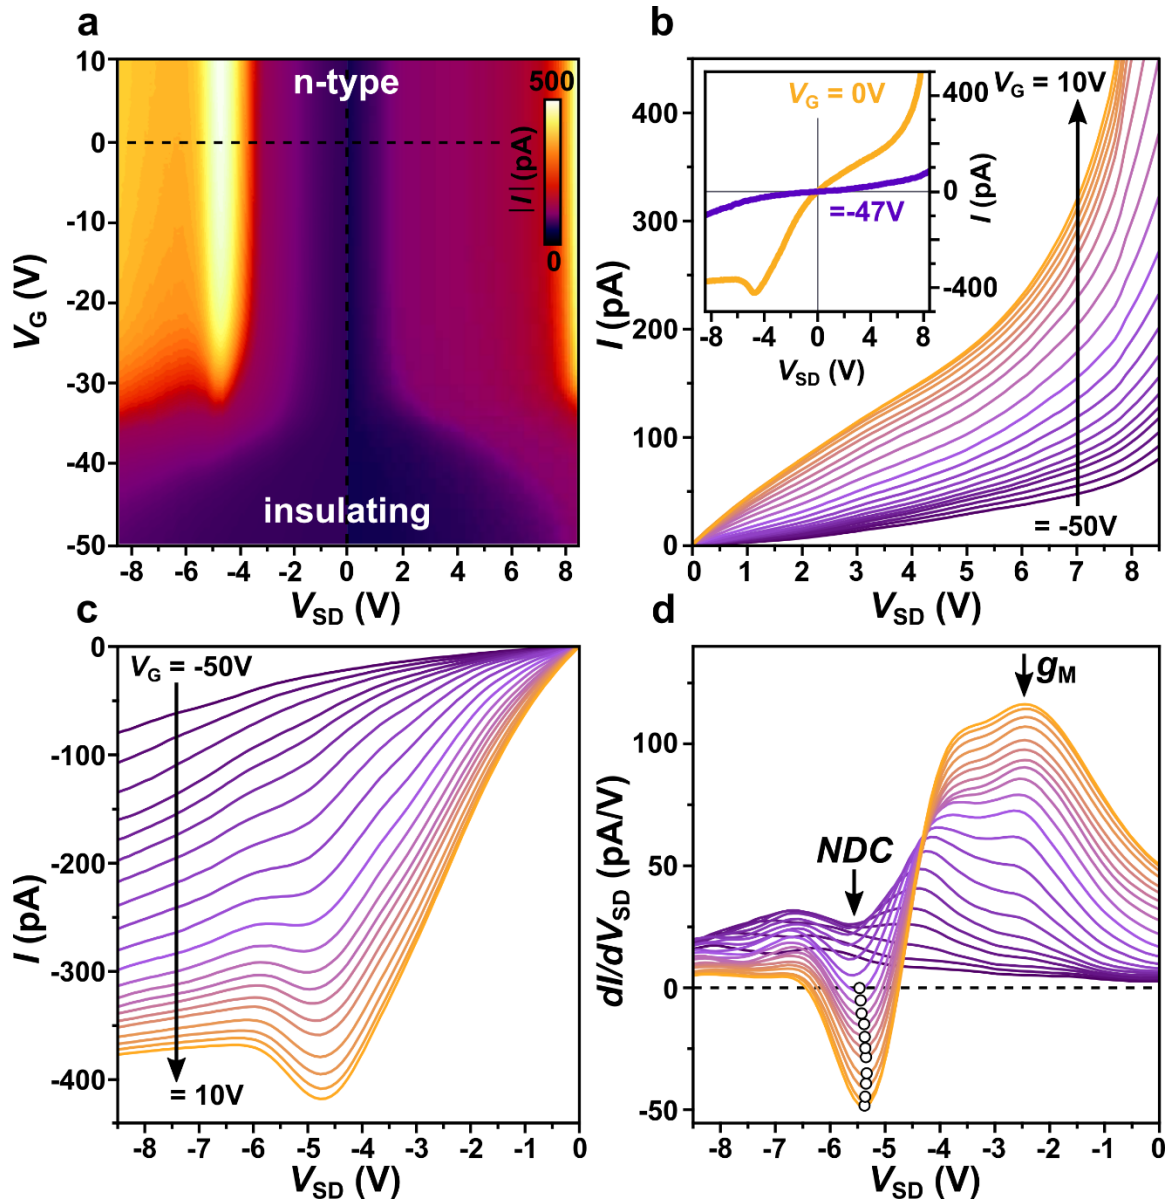 a
n-type
insulating
500
0
|I| (pA)
10
0
-10
-20
-30
-40
-50
V_G (V)
-8 -6 -4 -2 0 2 4 6 8
V_SD (V)
b
V_G = 10V
= -50V
400
300
200
100
0
I (pA)
0 1 2 3 4 5 6 7 8
V_SD (V)
V_G = 0V
=-47V
400
0
-400
I (pA)
-8 -4 0 4 8
V_SD (V)
c
V_G = -50V
= 10V
0
-100
-200
-300
-400
I (pA)
-8 -7 -6 -5 -4 -3 -2 -1 0
V_SD (V)
d
g_M
NDC
100
50
0
-50
dI/dV_SD (pA/V)
-8 -7 -6 -5 -4 -3 -2 -1 0
V_SD (V)